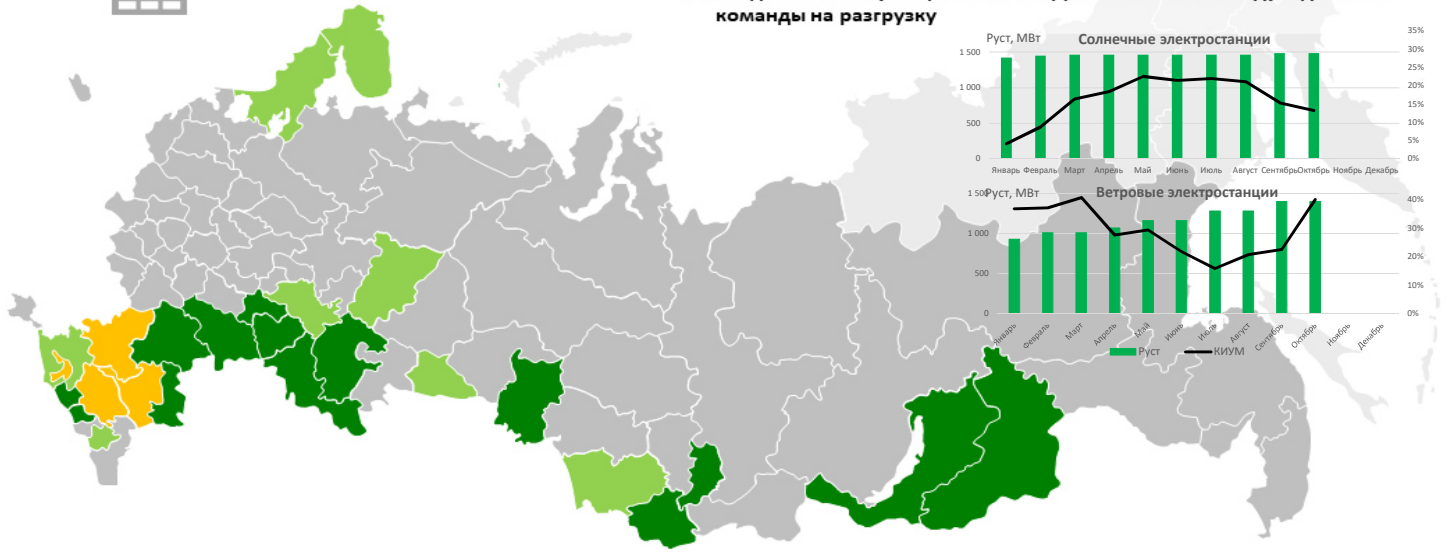 команды на разгрузку
Руст, МВт
Солнечные электростанции
1 500
1 000
500
0
35%
30%
25%
20%
15%
10%
5%
0%
Январь Февраль Март Апрель Май Июнь Июль Август Сентябрь Октябрь Ноябрь Декабрь
Руст, МВт
Ветровые электростанции
1 500
1 000
500
0
40%
30%
20%
10%
0%
Январь Февраль Март Апрель Май Июнь Июль Август Сентябрь Октябрь Ноябрь Декабрь
Руст КИУМ